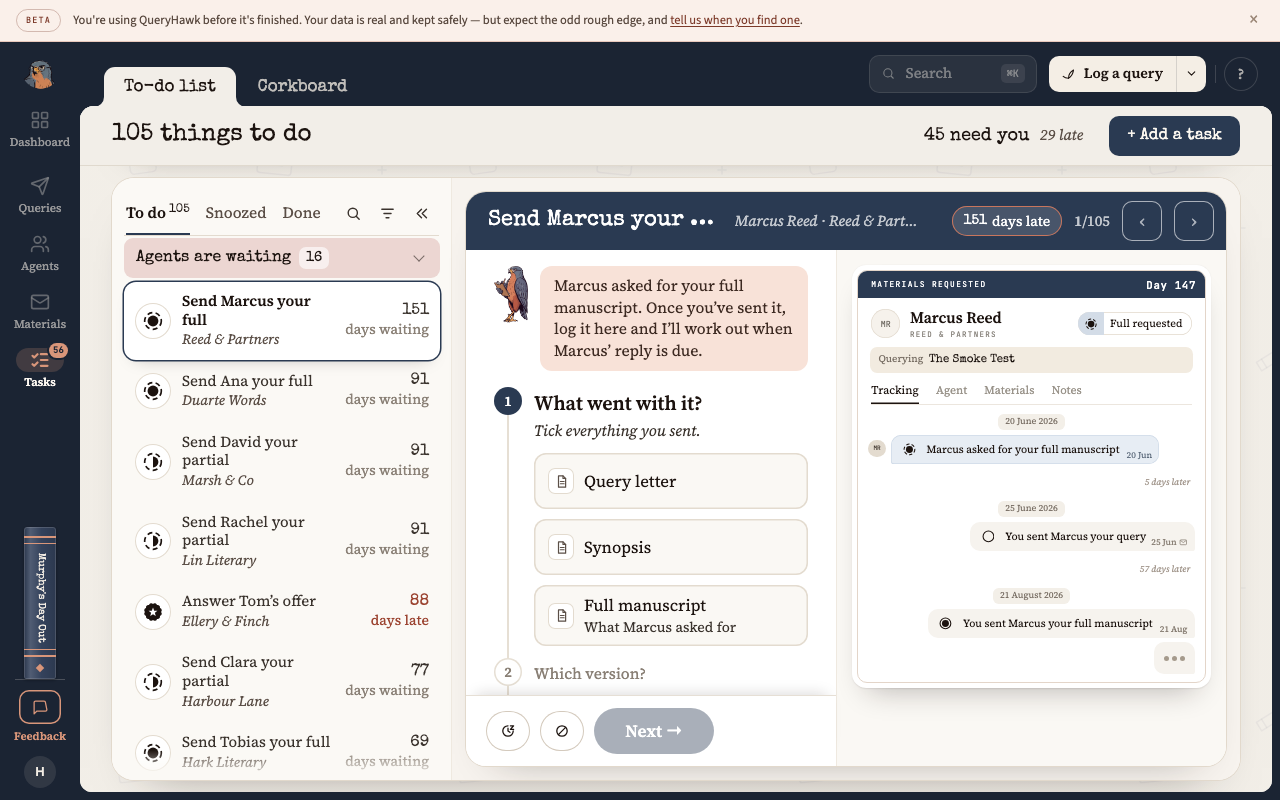 BETA
You're using QueryHawk before it's finished. Your data is real and kept safely — but expect the odd rough edge, and tell us when you find one.
×
To-do list
Corkboard
Search
⌘K
Log a query
?
Dashboard
Queries
Agents
Materials
56
Tasks
Murphy's Day Out
Feedback
H
105 things to do
45 need you
29 late
+ Add a task
To do 105
Snoozed
Done
Agents are waiting 16
Send Marcus your full
Reed & Partners
151
days waiting
Send Ana your full
Duarte Words
91
days waiting
Send David your partial
Marsh & Co
91
days waiting
Send Rachel your partial
Lin Literary
91
days waiting
Answer Tom's offer
Ellery & Finch
88
days late
Send Clara your partial
Harbour Lane
77
days waiting
Send Tobias your full
Hark Literary
69
days waiting
Send Marcus your ...
Marcus Reed · Reed & Part...
151 days late
1/105
‹
›
Marcus asked for your full
manuscript. Once you've sent it,
log it here and I'll work out when
Marcus' reply is due.
1
What went with it?
Tick everything you sent.
Query letter
Synopsis
Full manuscript
What Marcus asked for
2
Which version?
Next →
MATERIALS REQUESTED
Day 147
MR
Marcus Reed
REED & PARTNERS
Full requested
Querying The Smoke Test
Tracking
Agent
Materials
Notes
20 June 2026
MR
Marcus asked for your full manuscript
20 Jun
5 days later
25 June 2026
You sent Marcus your query
25 Jun
57 days later
21 August 2026
You sent Marcus your full manuscript
21 Aug